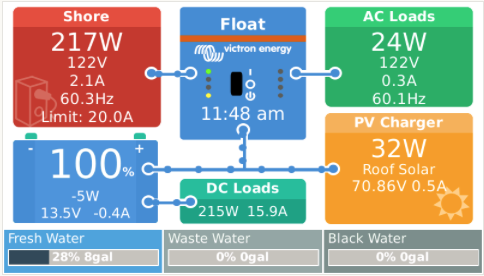 Shore
217W
122V
2.1A
60.3Hz
Limit: 20.0A
Float
victron energy
11:48 am
AC Loads
24W
122V
0.3A
60.1Hz
- +
100%
-5W
13.5V -0.4A
DC Loads
215W 15.9A
PV Charger
32W
Roof Solar
70.86V 0.5A
Fresh Water
28% 8gal
Waste Water
0% 0gal
Black Water
0% 0gal